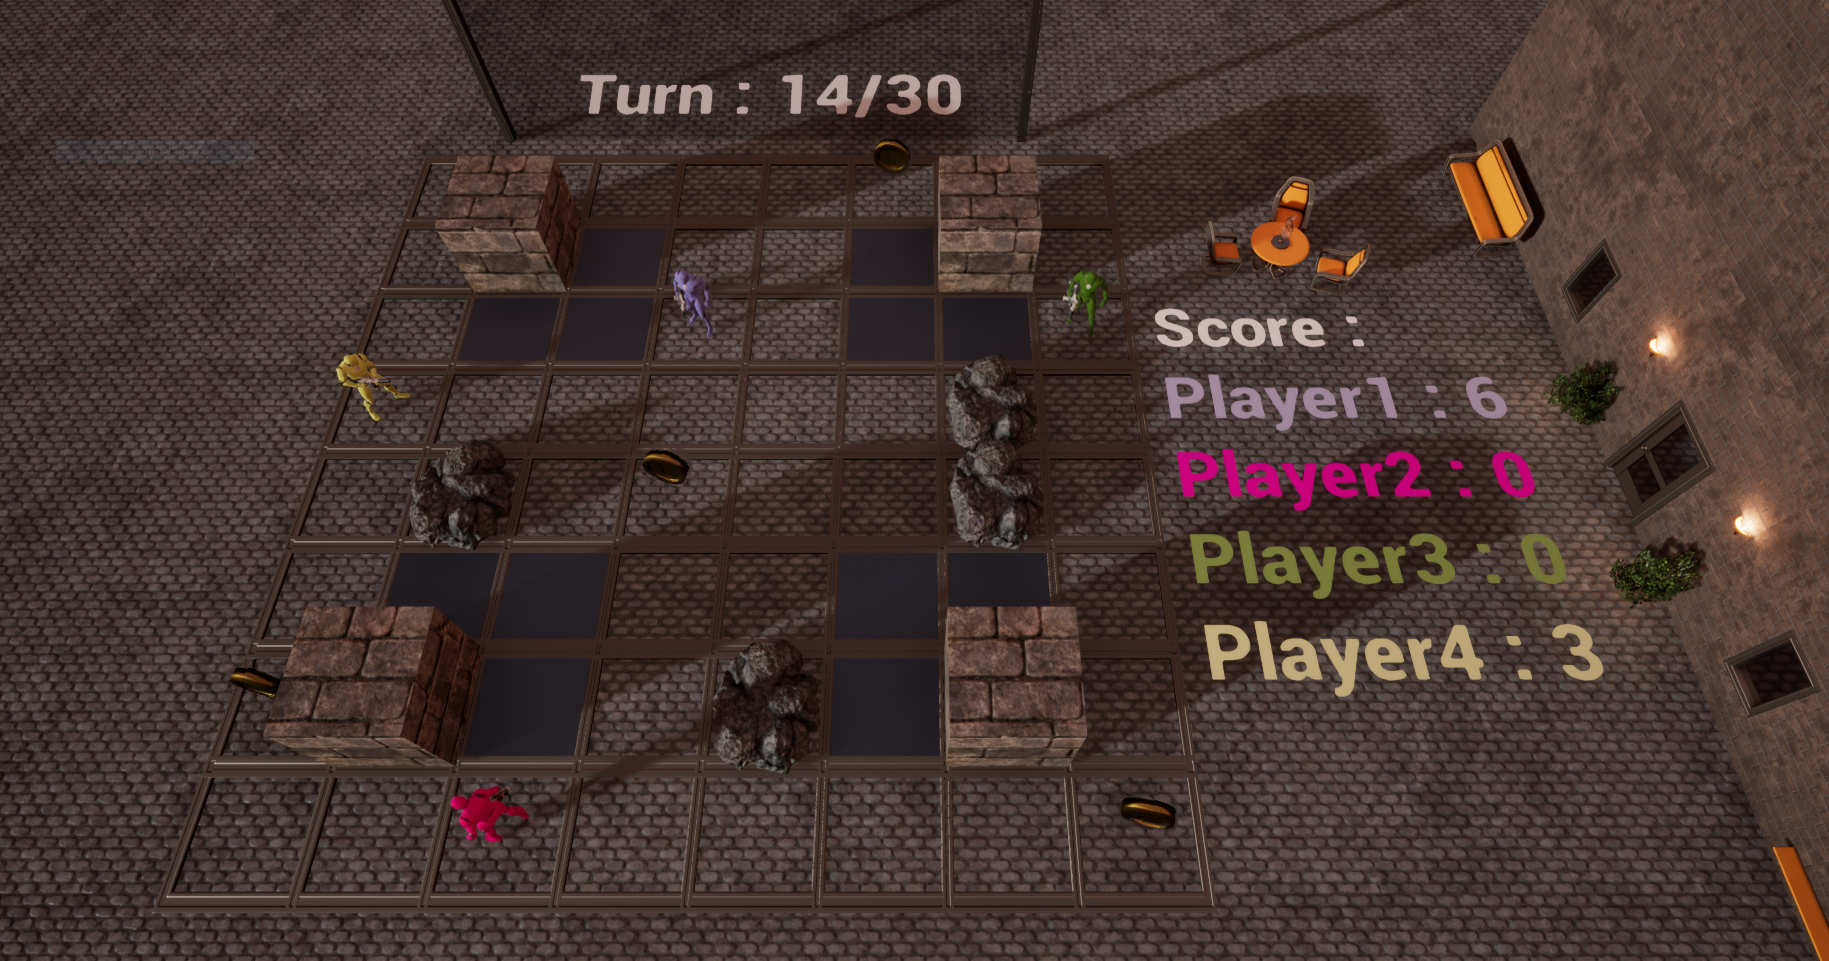 Turn : 14/30
Score :
Player1 : 6
Player2 : 0
Player3 : 0
Player4 : 3